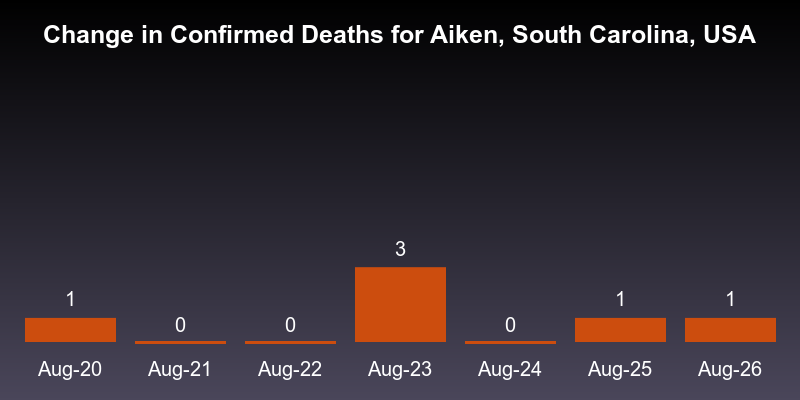 Change in Confirmed Deaths for Aiken, South Carolina, USA
3
1 1 1
0 0 0
Aug-20 Aug-21 Aug-22 Aug-23 Aug-24 Aug-25 Aug-26